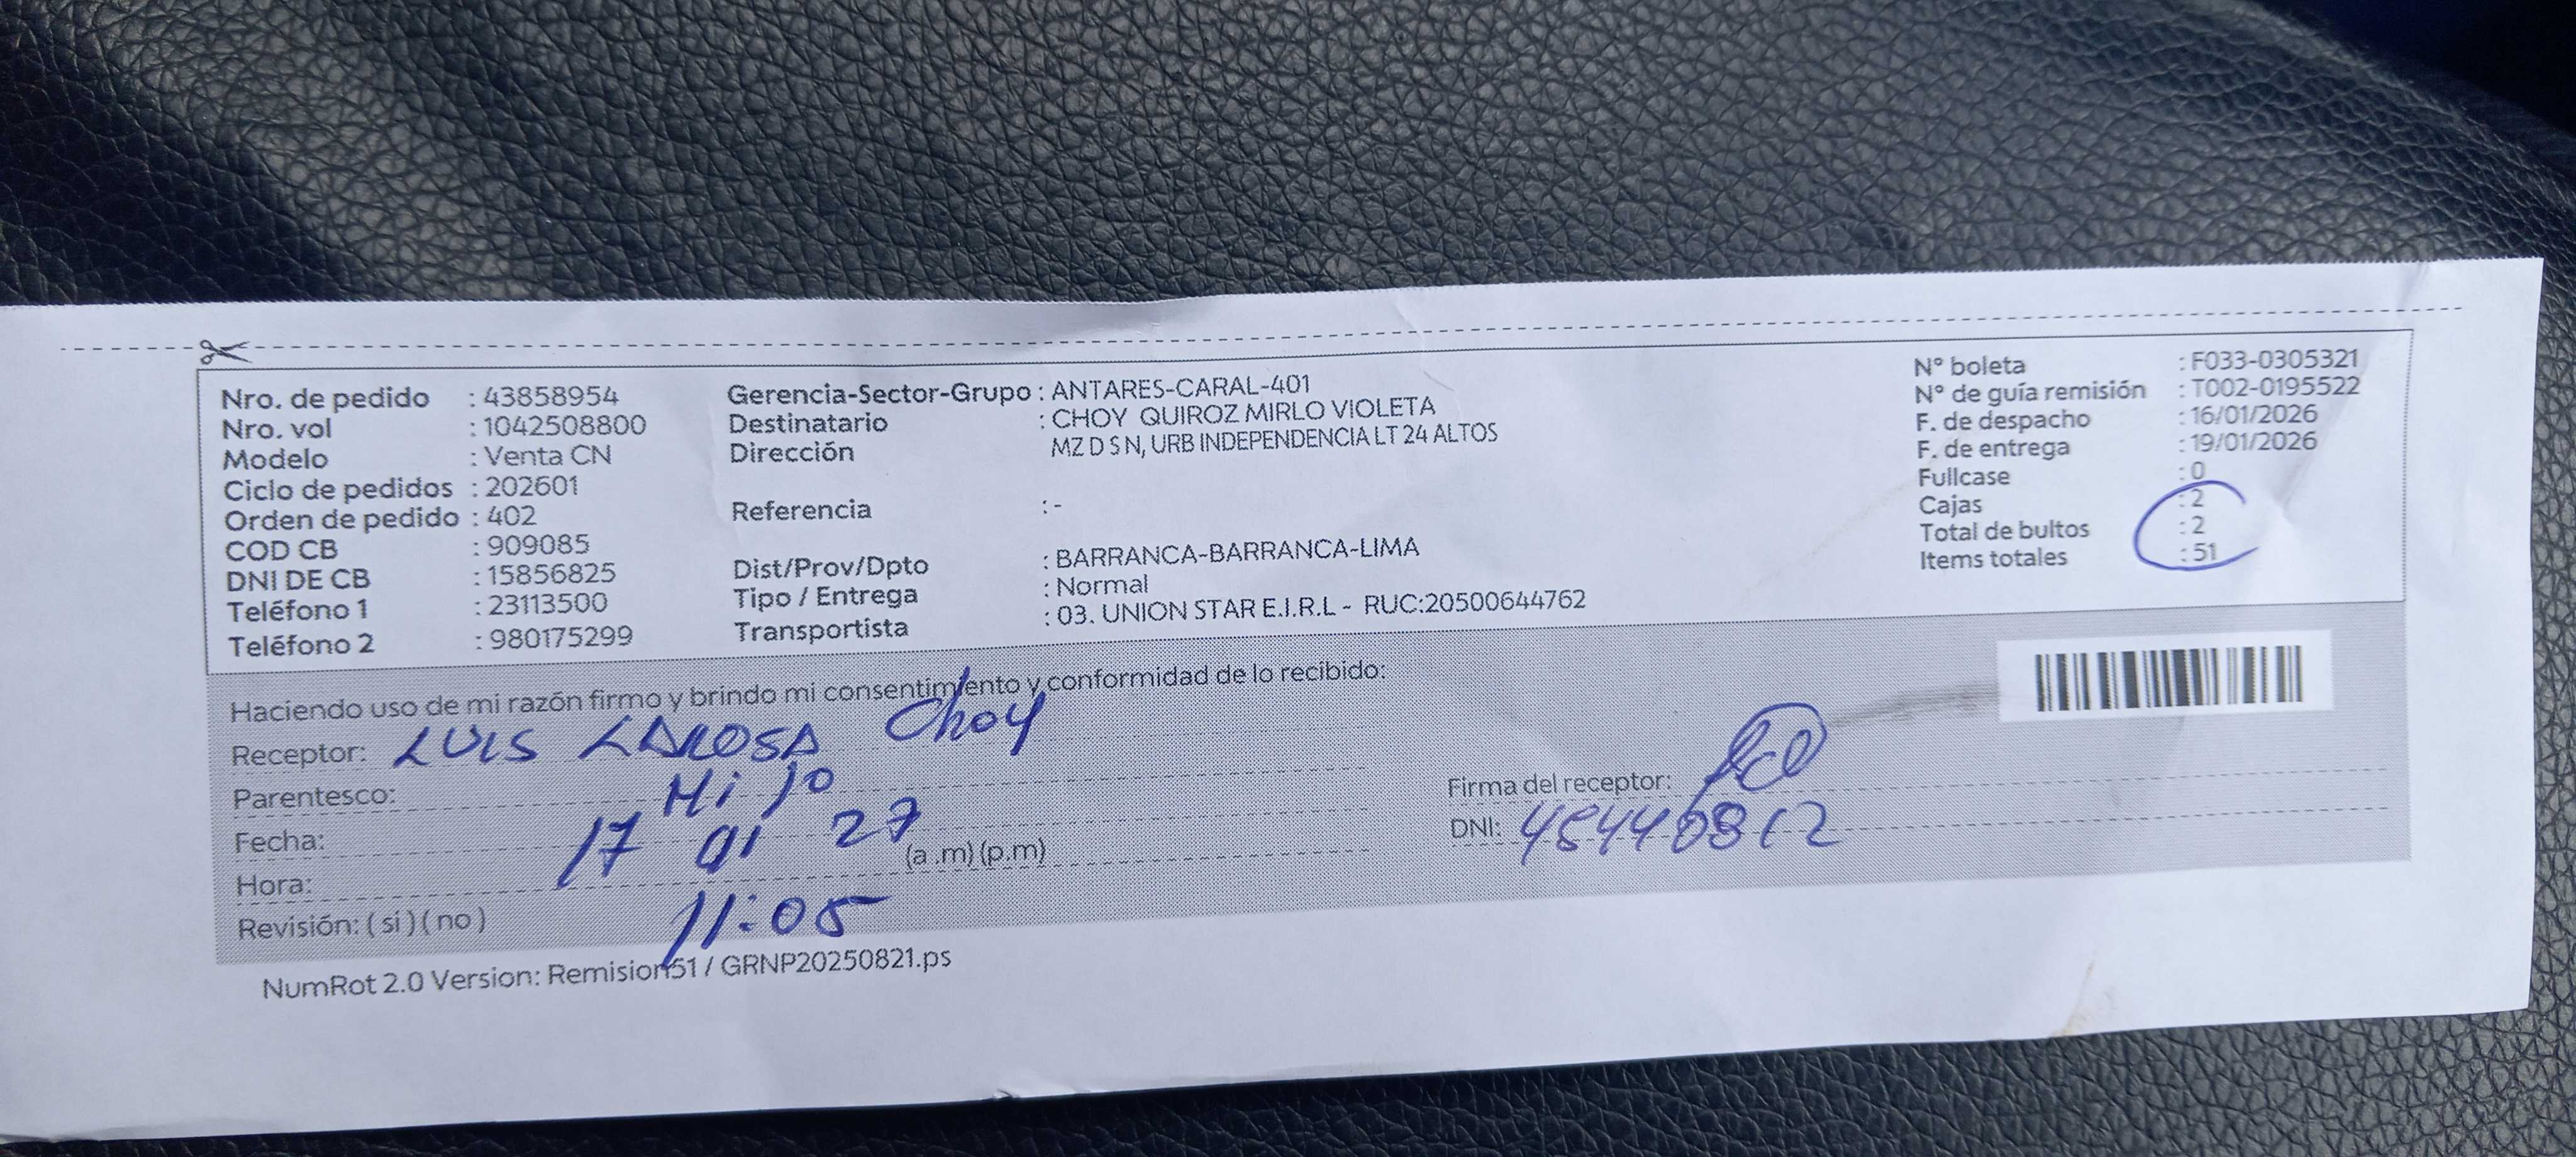 Nro. de pedido : 43858954
Nro. vol : 1042508800
Modelo : Venta CN
Ciclo de pedidos : 202601
Orden de pedido : 402
COD CB : 909085
DNI DE CB : 15856825
Teléfono 1 : 23113500
Teléfono 2 : 980175299
Gerencia-Sector-Grupo : ANTARES-CARAL-401
Destinatario : CHOY QUIROZ MIRLO VIOLETA
Dirección MZ D S N, URB INDEPENDENCIA LT 24 ALTOS
Referencia : -
Dist/Prov/Dpto : BARRANCA-BARRANCA-LIMA
Tipo / Entrega : Normal
Transportista : 03. UNION STAR E.I.R.L - RUC:20500644762
N° boleta : F033-0305321
N° de guía remisión : T002-0195522
F. de despacho : 16/01/2026
F. de entrega : 19/01/2026
Fullcase : 0
Cajas : 2
Total de bultos : 2
Items totales : 51
Haciendo uso de mi razón firmo y brindo mi consentimiento y conformidad de lo recibido:
Receptor: LUIS LAROSA Choy
Parentesco: Hijo
Fecha: 17 01 27
Hora: (a .m) (p.m) 11:05
Revisión: ( si ) ( no )
Firma del receptor:
DNI:
NumRot 2.0 Version: Remision51 / GRNP20250821.ps